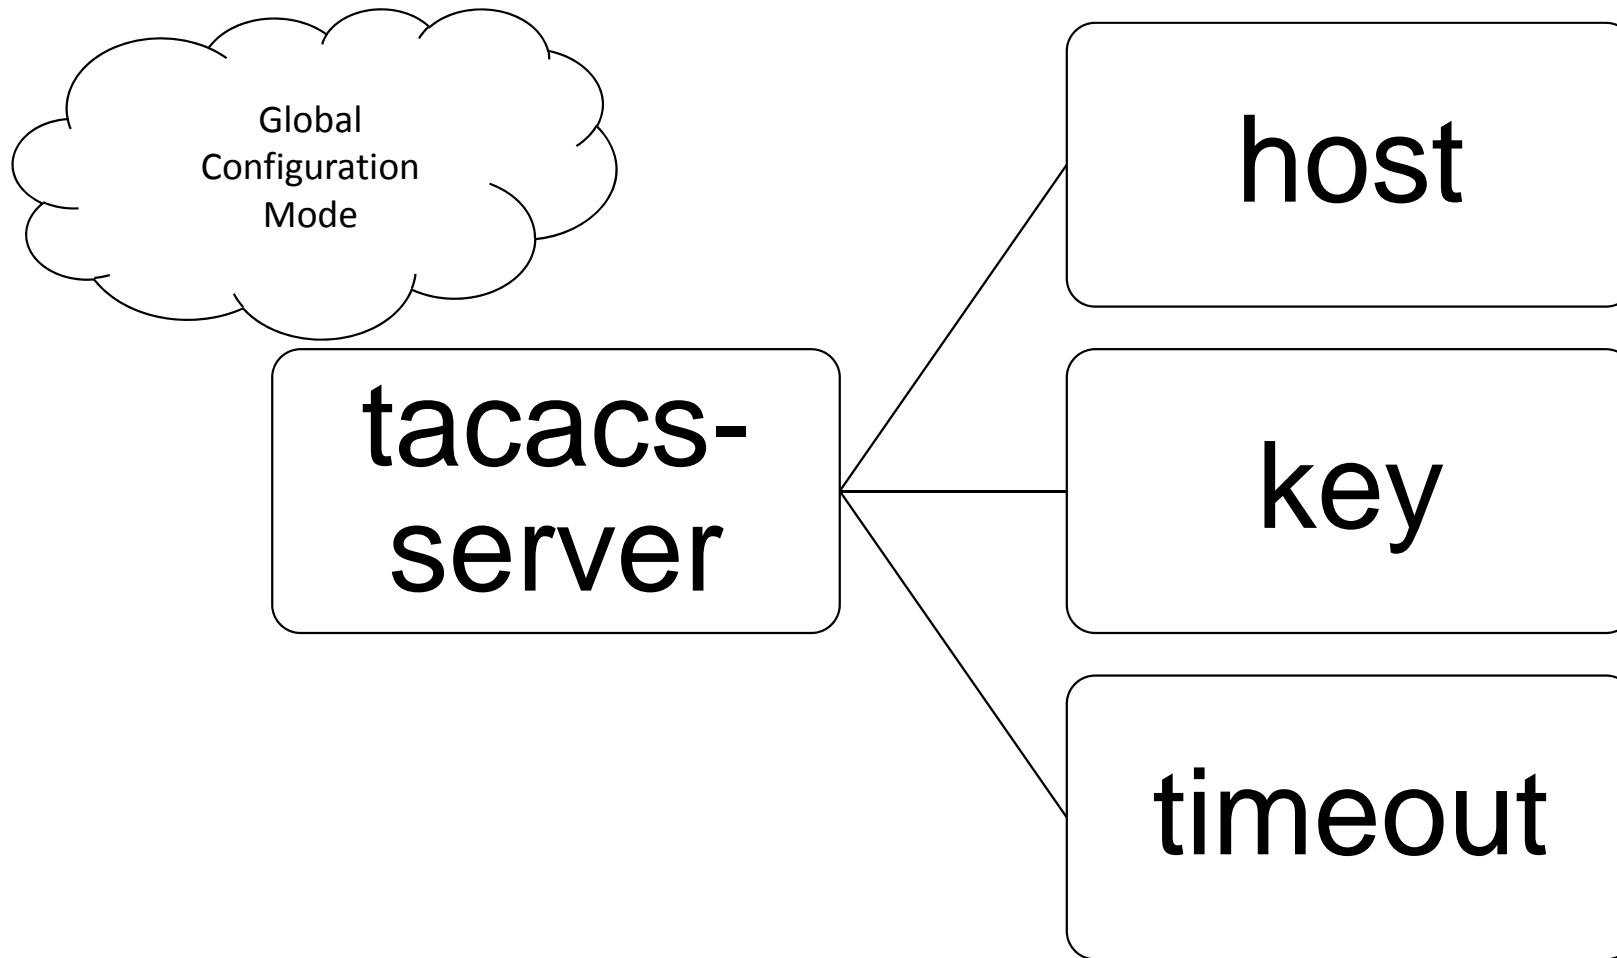 Global
Configuration
Mode
tacacs-
server
host
key
timeout